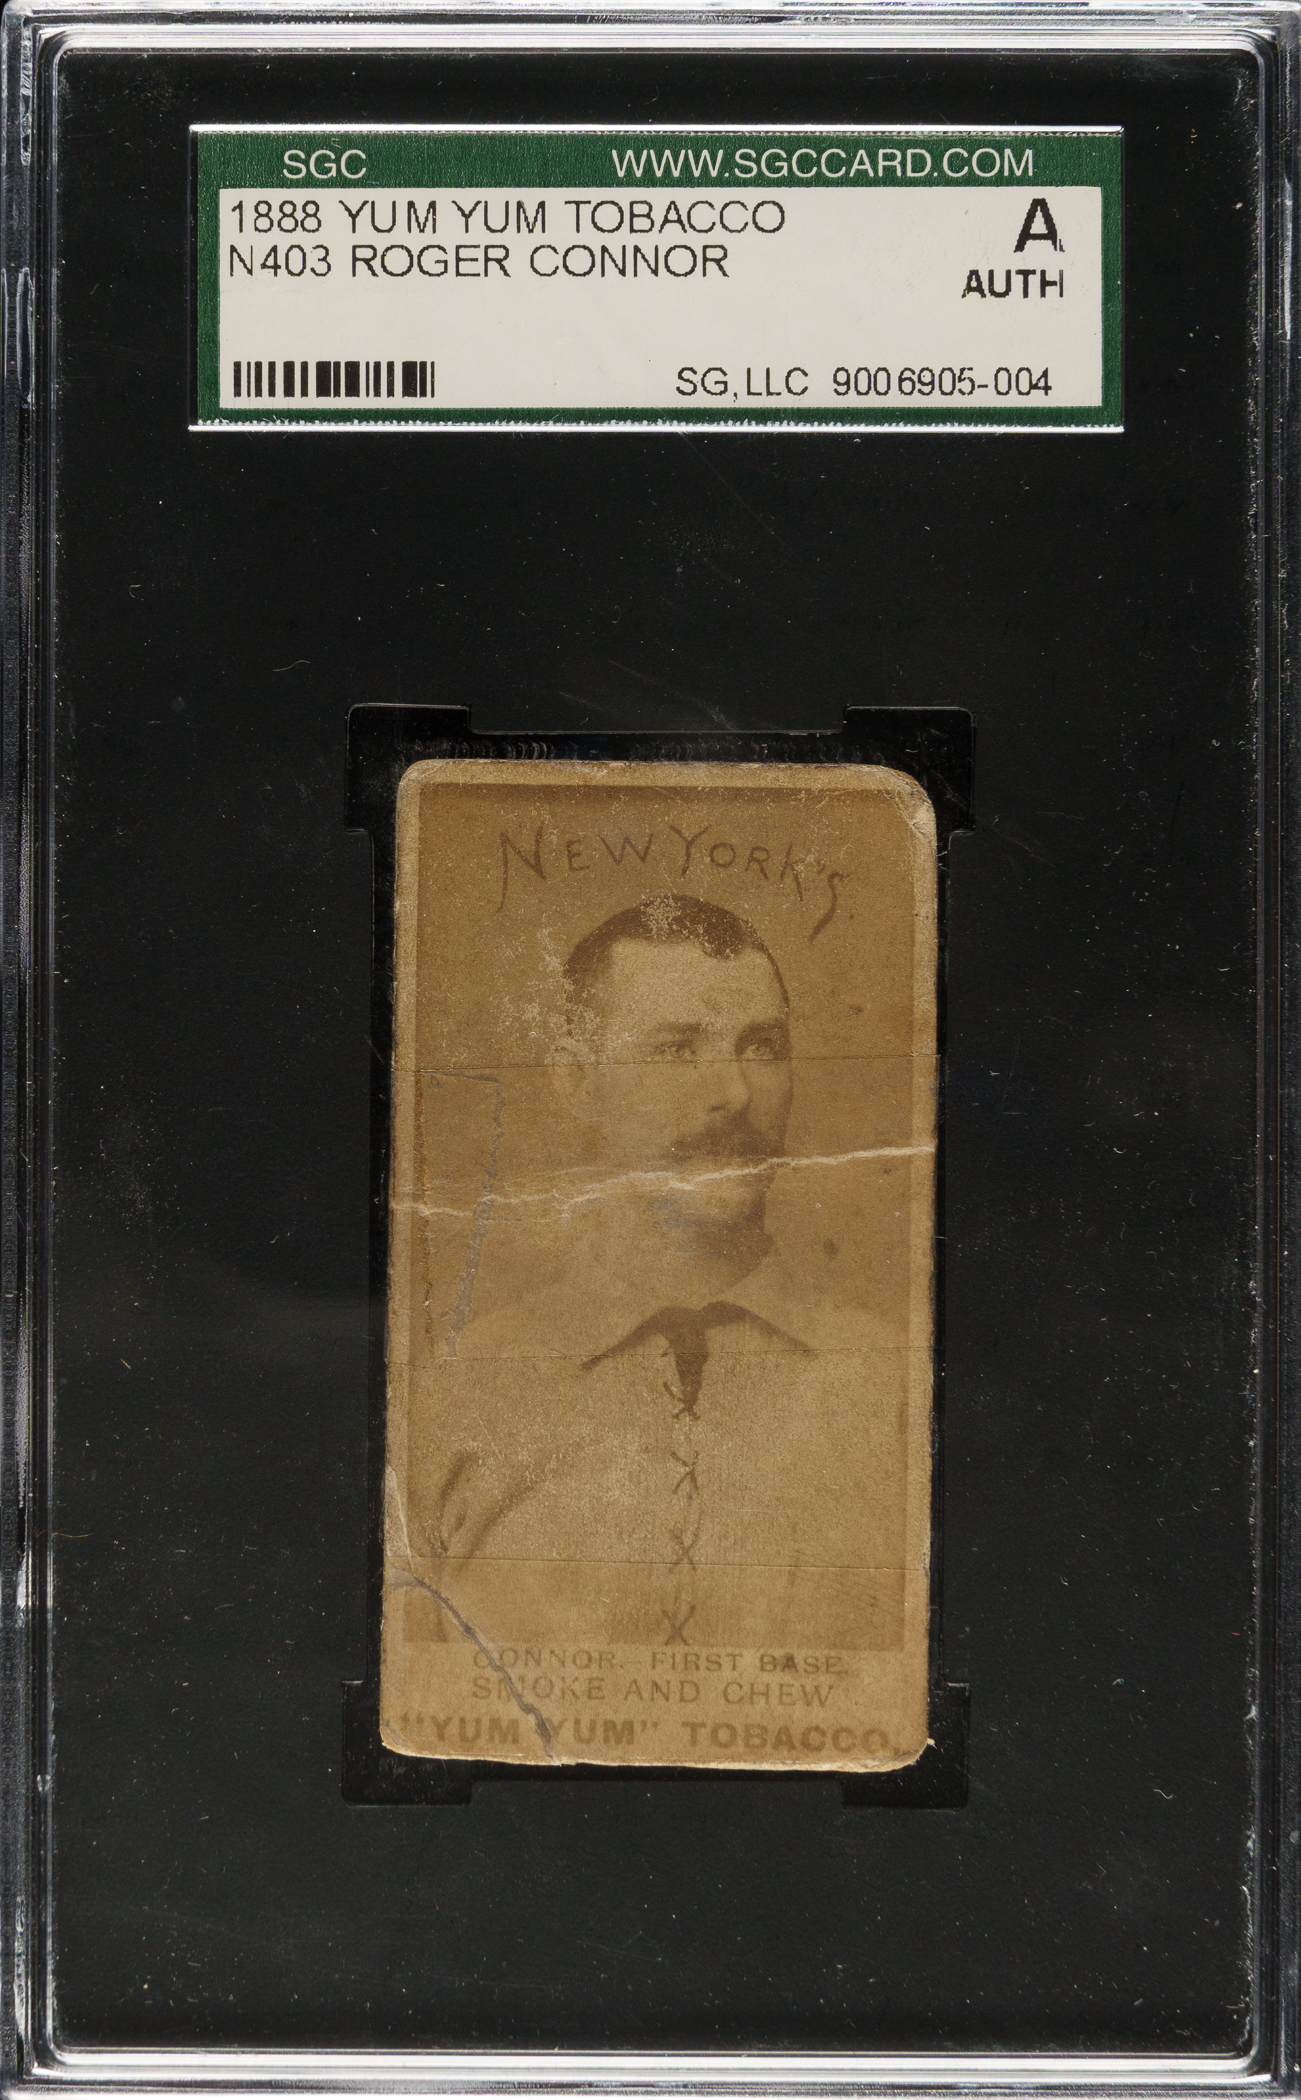 SGC WWW.SGCCARD.COM
1888 YUM YUM TOBACCO A
N403 ROGER CONNOR AUTH
SG,LLC 9006905-004
NEW YORK'S.
CONNOR.—FIRST BASE.
SMOKE AND CHEW
"YUM YUM" TOBACCO.